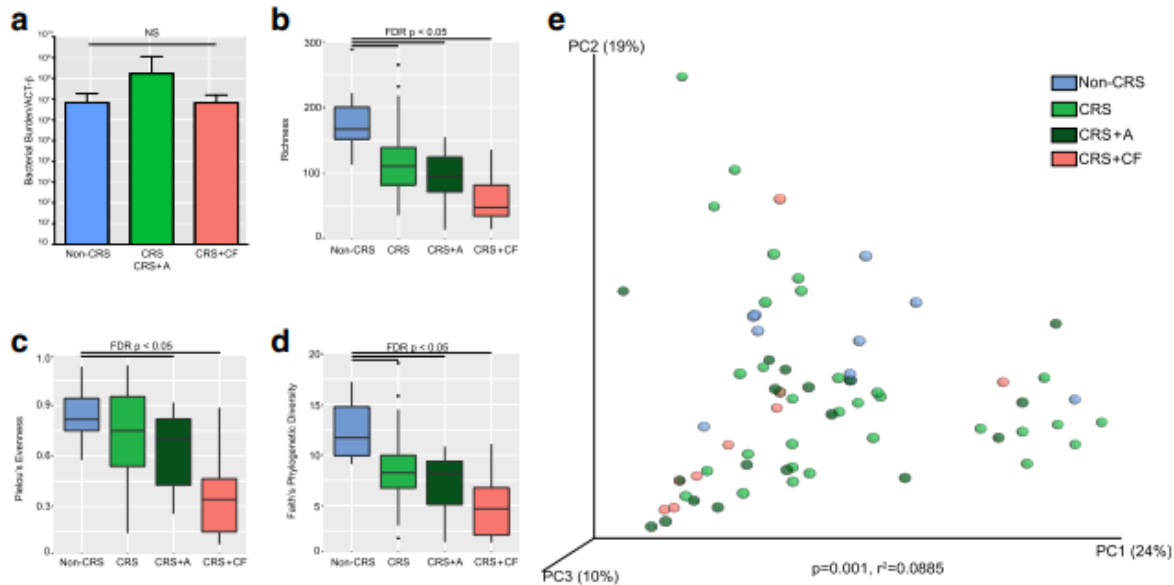 a
NS
Bacterial Burden/ACT-β
Non-CRS
CRS
CRS+A
CRS+CF
b
FDR p < 0.05
300
200
100
0
Richness
Non-CRS
CRS
CRS+A
CRS+CF
c
FDR p < 0.05
1.0
0.9
0.6
0.3
0
Pielou's Evenness
Non-CRS
CRS
CRS+A
CRS+CF
d
FDR p < 0.05
20
15
10
5
0
Faith's Phylogenetic Diversity
Non-CRS
CRS
CRS+A
CRS+CF
e
PC2 (19%)
Non-CRS
CRS
CRS+A
CRS+CF
PC1 (24%)
PC3 (10%)
p=0.001, r²=0.0885